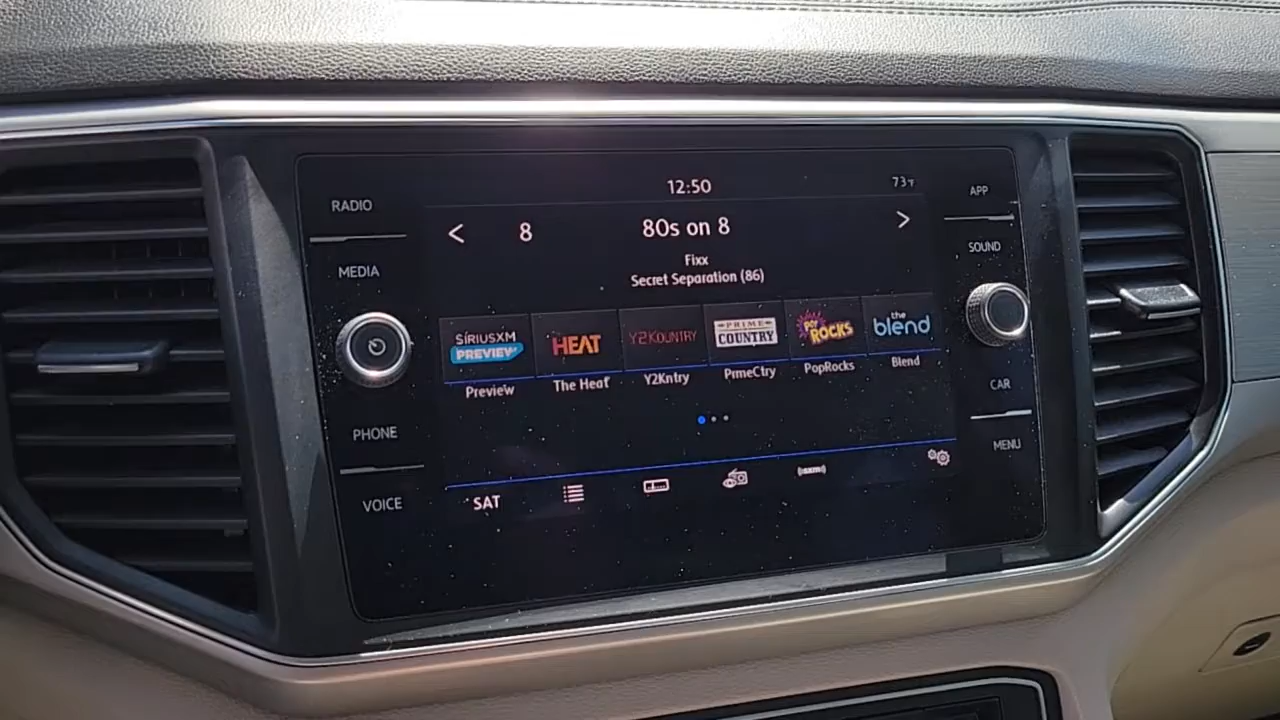 12:50
73°F
RADIO
MEDIA
PHONE
VOICE
8
80s on 8
Fixx
Secret Separation (86)
SIRIUSXM
PREVIEW
HEAT
Y2KOUNTRY
PRIME
COUNTRY
POP
ROCKS
the
blend
Preview
The Heat
Y2Kntry
PrmeCtry
PopRocks
Blend
SAT
((SXM))
APP
SOUND
CAR
MENU